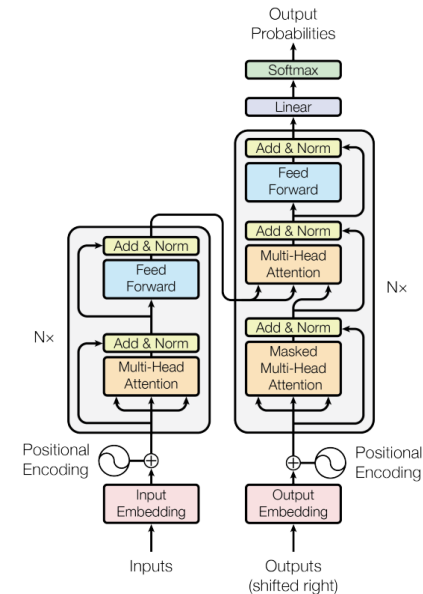 Output
Probabilities
Softmax
Linear
Add & Norm
Feed
Forward
Add & Norm
Multi-Head
Attention
Add & Norm
Masked
Multi-Head
Attention
N×
Add & Norm
Feed
Forward
Add & Norm
Multi-Head
Attention
N×
Positional
Encoding
Positional
Encoding
Input
Embedding
Output
Embedding
Inputs
Outputs
(shifted right)